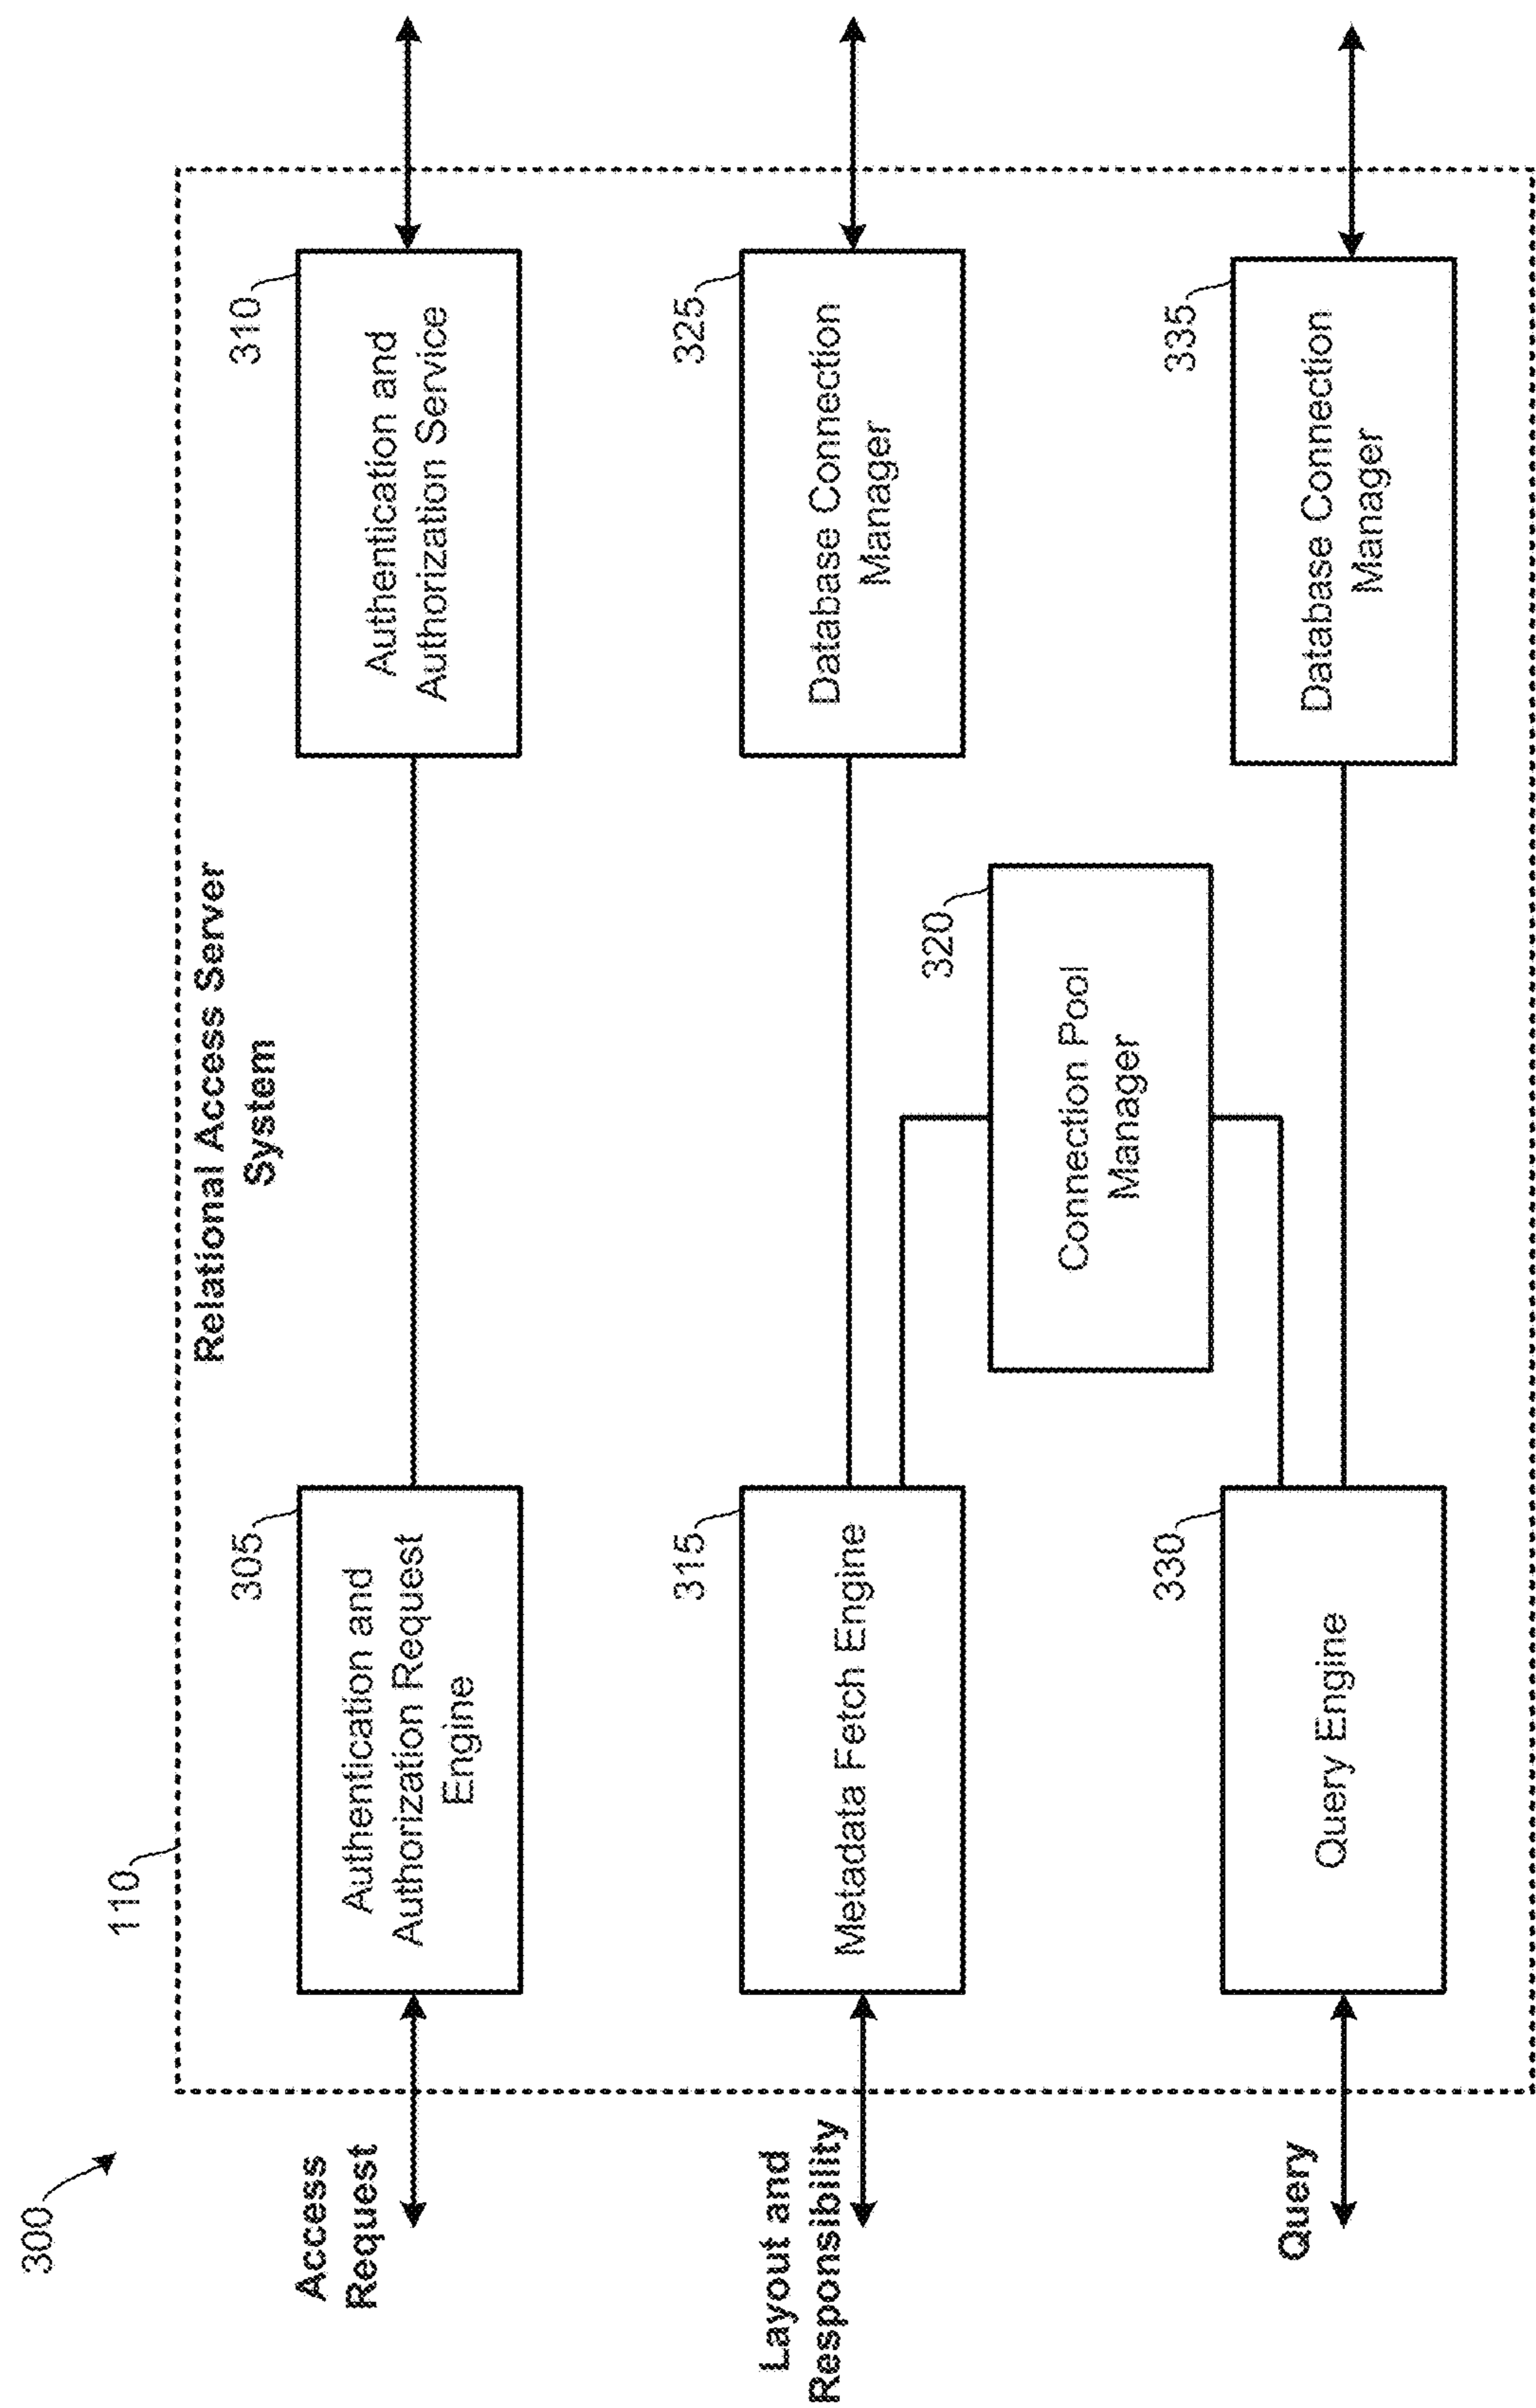 300
110
Relational Access Server
System
Access
Request
305
Authentication and
Authorization Request
Engine
310
Authentication and
Authorization Service
Layout and
Responsibility
315
Metadata Fetch Engine
325
Database Connection
Manager
320
Connection Pool
Manager
Query
330
Query Engine
335
Database Connection
Manager